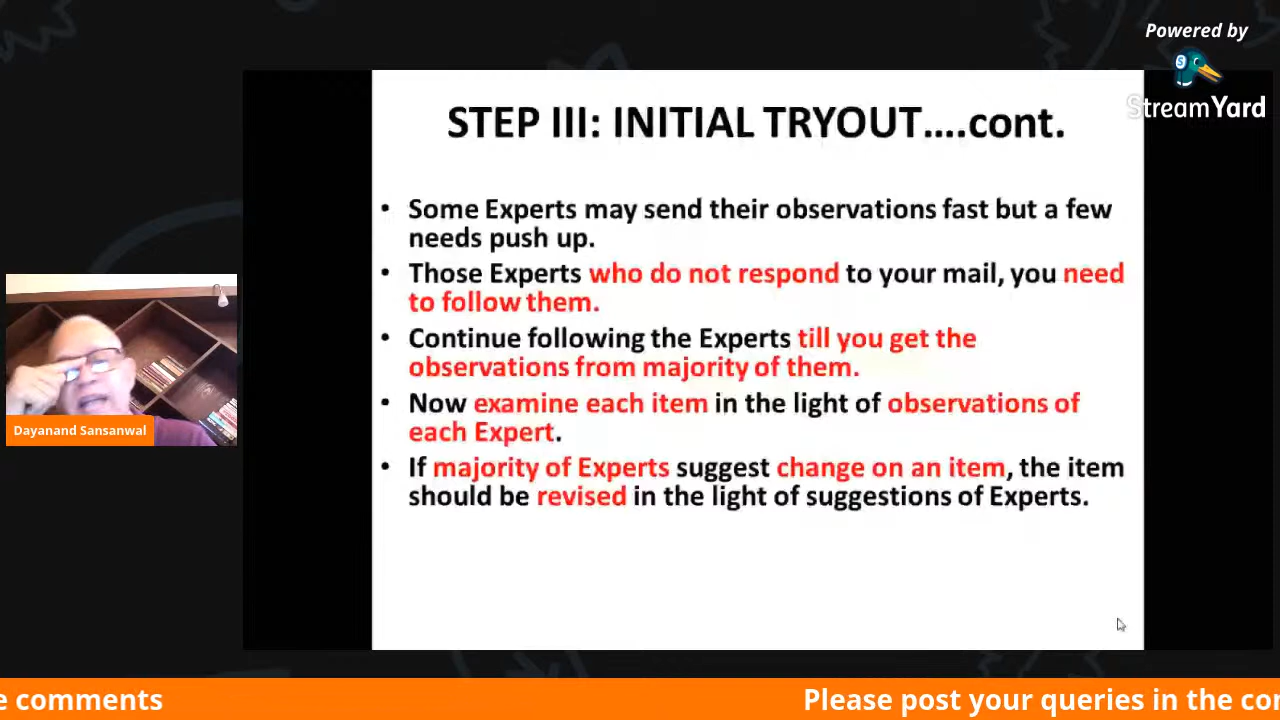 Powered by
StreamYard
STEP III: INITIAL TRYOUT....cont.
• Some Experts may send their observations fast but a few
needs push up.
• Those Experts who do not respond to your mail, you need
to follow them.
• Continue following the Experts till you get the
observations from majority of them.
• Now examine each item in the light of observations of
each Expert.
• If majority of Experts suggest change on an item, the item
should be revised in the light of suggestions of Experts.
Dayanand Sansanwal
e comments
Please post your queries in the co